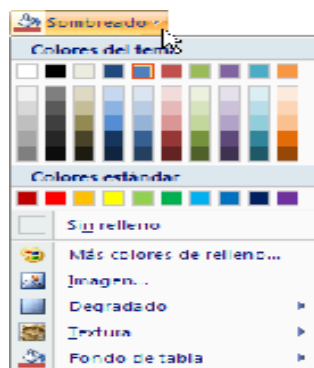 Sombreado
Colores del tema
Colores estándar
Sin relleno
Más colores de relleno...
Imagen...
Degradado
Textura
Fondo de tabla